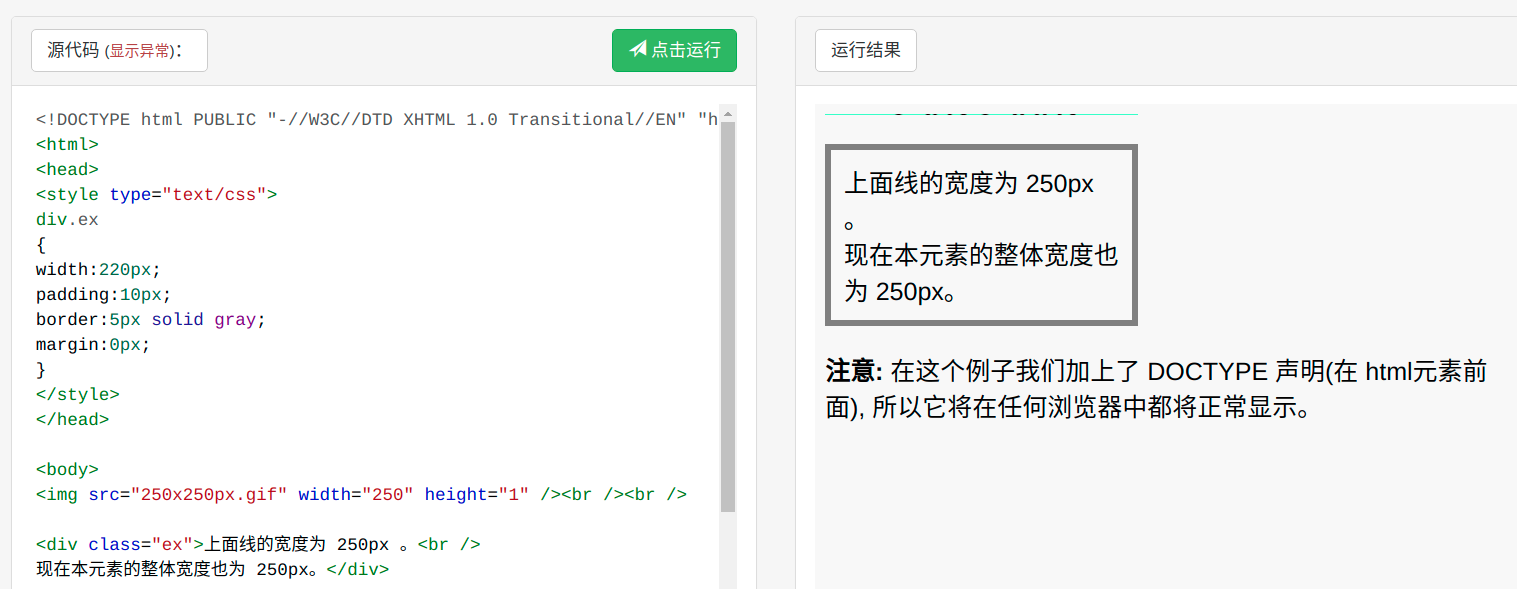 源代码 (显示异常)：
点击运行
<!DOCTYPE html PUBLIC "-//W3C//DTD XHTML 1.0 Transitional//EN" "h
<html>
<head>
<style type="text/css">
div.ex
{
width:220px;
padding:10px;
border:5px solid gray;
margin:0px;
}
</style>
</head>
<body>
<img src="250x250px.gif" width="250" height="1" /><br /><br />
<div class="ex">上面线的宽度为 250px 。<br />
现在本元素的整体宽度也为 250px。</div>
运行结果
上面线的宽度为 250px
。
现在本元素的整体宽度也
为 250px。
注意: 在这个例子我们加上了 DOCTYPE 声明(在 html元素前
面), 所以它将在任何浏览器中都将正常显示。